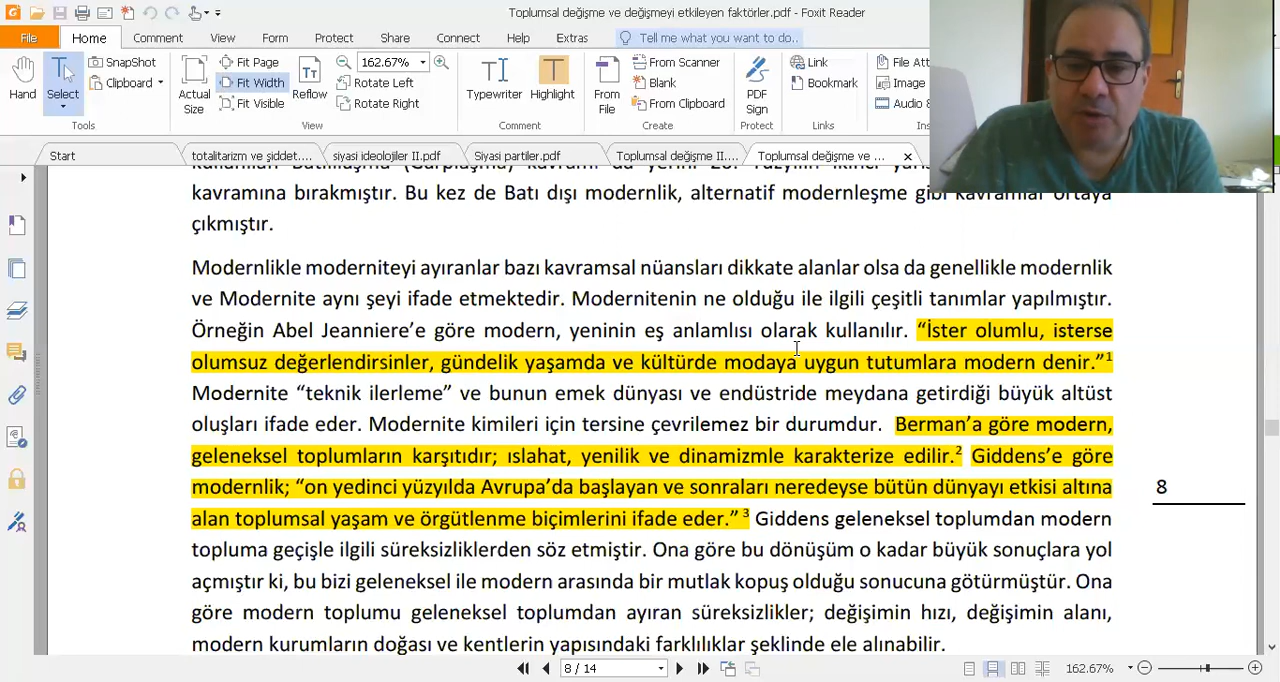 Toplumsal değişme ve değişmeyi etkileyen faktörler.pdf - Foxit Reader
File Home Comment View Form Protect Share Connect Help Extras Tell me what you want to do..
Hand
Select
SnapShot
Clipboard
Tools
Actual Size
Fit Page
Fit Width
Fit Visible
Reflow
162.67%
Rotate Left
Rotate Right
View
Typewriter
Highlight
Comment
From File
From Scanner
Blank
From Clipboard
Create
PDF Sign
Protect
Link
Bookmark
Links
File Att
Image
Audio &
Start totalitarizm ve şiddet.... siyasi ideolojiler II.pdf Siyasi partiler.pdf Toplumsal değişme II.... Toplumsal değişme ve ...
kavramına bırakmıştır. Bu kez de Batı dışı modernlik, alternatif modernleşme gibi kavramlar ortaya
çıkmıştır.
Modernlikle moderniteyi ayıranlar bazı kavramsal nüansları dikkate alanlar olsa da genellikle modernlik
ve Modernite aynı şeyi ifade etmektedir. Modernitenin ne olduğu ile ilgili çeşitli tanımlar yapılmıştır.
Örneğin Abel Jeanniere’e göre modern, yeninin eş anlamlısı olarak kullanılır. “İster olumlu, isterse
olumsuz değerlendirsinler, gündelik yaşamda ve kültürde modaya uygun tutumlara modern denir.”1
Modernite “teknik ilerleme” ve bunun emek dünyası ve endüstride meydana getirdiği büyük altüst
oluşları ifade eder. Modernite kimileri için tersine çevrilemez bir durumdur. Berman’a göre modern,
geleneksel toplumların karşıtıdır; ıslahat, yenilik ve dinamizmle karakterize edilir.2 Giddens’e göre
modernlik; “on yedinci yüzyılda Avrupa’da başlayan ve sonraları neredeyse bütün dünyayı etkisi altına
alan toplumsal yaşam ve örgütlenme biçimlerini ifade eder.” 3 Giddens geleneksel toplumdan modern
topluma geçişle ilgili süreksizliklerden söz etmiştir. Ona göre bu dönüşüm o kadar büyük sonuçlara yol
açmıştır ki, bu bizi geleneksel ile modern arasında bir mutlak kopuş olduğu sonucuna götürmüştür. Ona
göre modern toplumu geleneksel toplumdan ayıran süreksizlikler; değişimin hızı, değişimin alanı,
modern kurumların doğası ve kentlerin yapısındaki farklılıklar şeklinde ele alınabilir.
8
8 / 14
162.67%